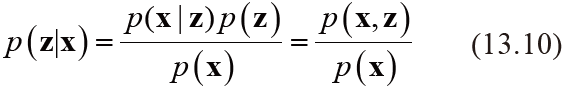 p(z|x) = p(x|z)p(z) / p(x) = p(x,z) / p(x) (13.10)